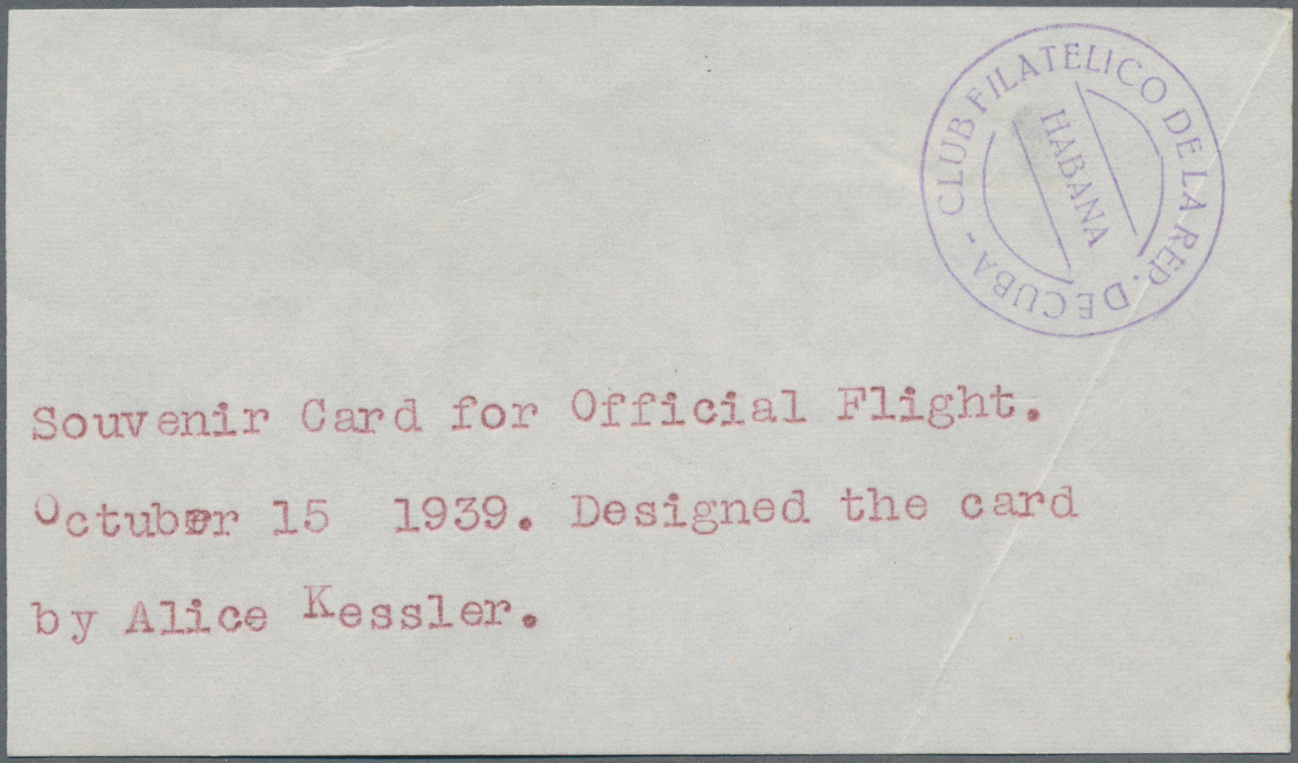 CLUB FILATELICO DE LA REP. DE CUBA -
HABANA
Souvenir Card for Official Flight.
Octuber 15 1939. Designed the card
by Alice Kessler.